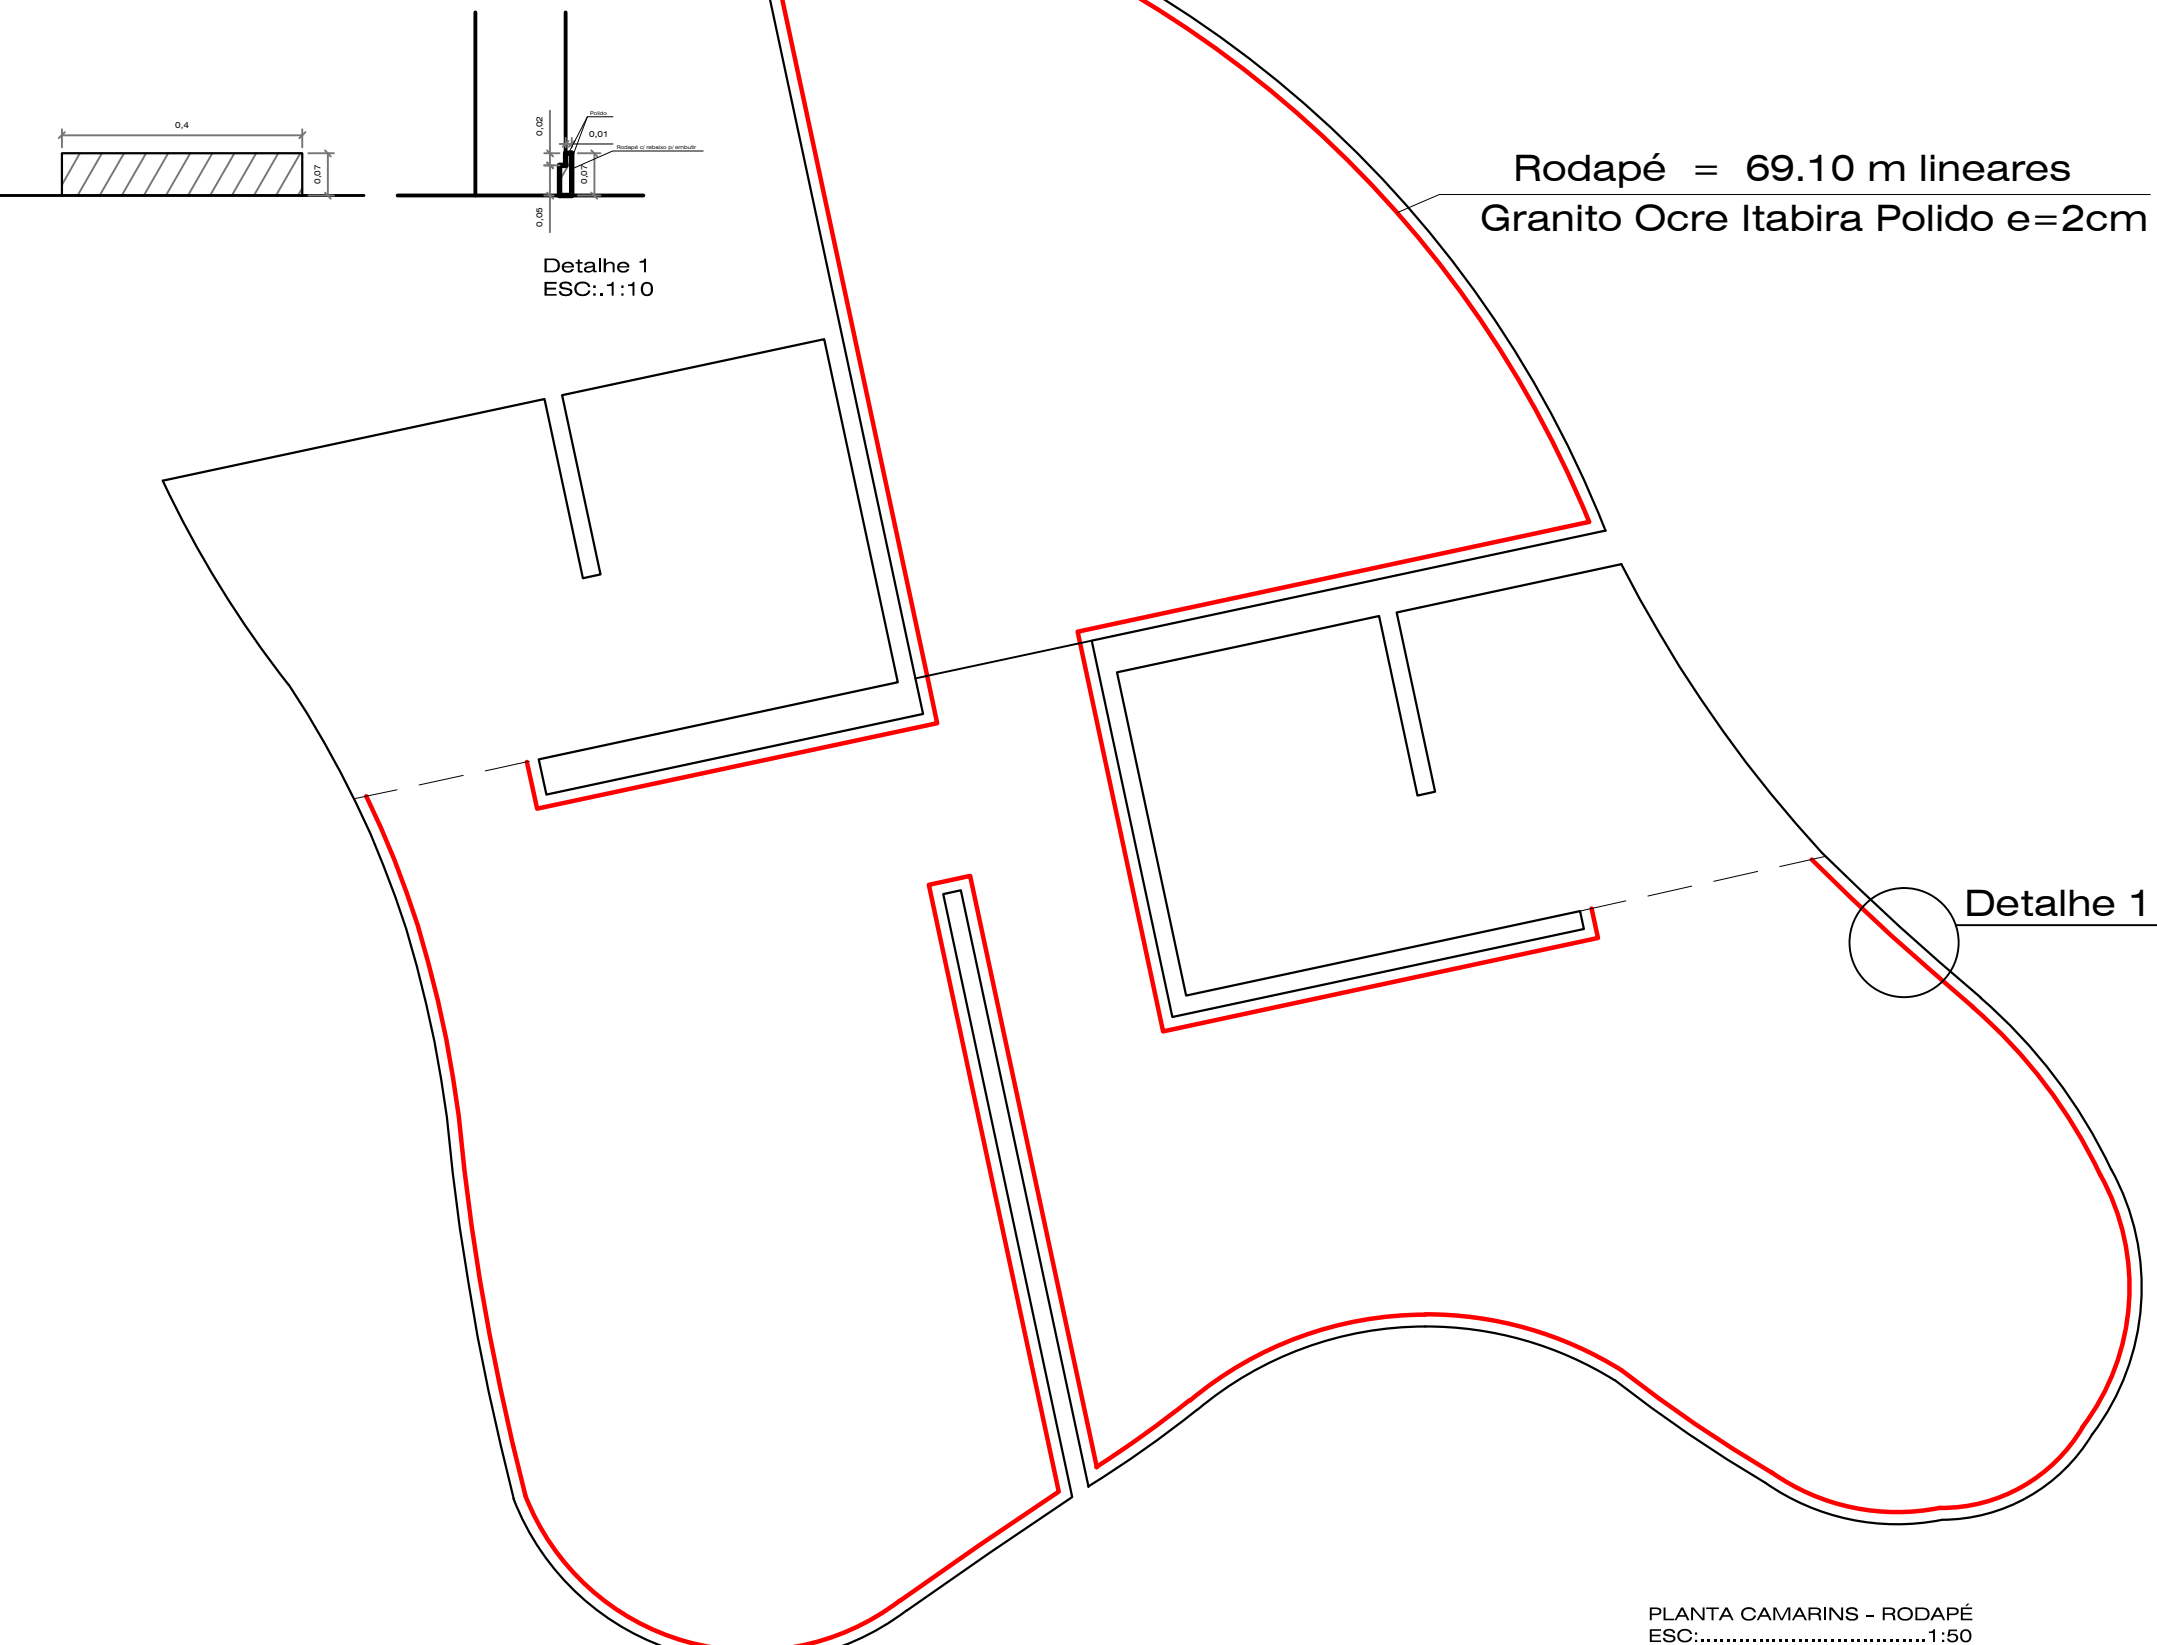 0,4
0,07
0,02
Polido
0,01
Rodapé c/ rebaixo p/ embutir
0,07
0,05
Detalhe 1
ESC:.1:10
Rodapé = 69.10 m lineares
Granito Ocre Itabira Polido e=2cm
Detalhe 1
PLANTA CAMARINS - RODAPÉ
ESC:...................................1:50